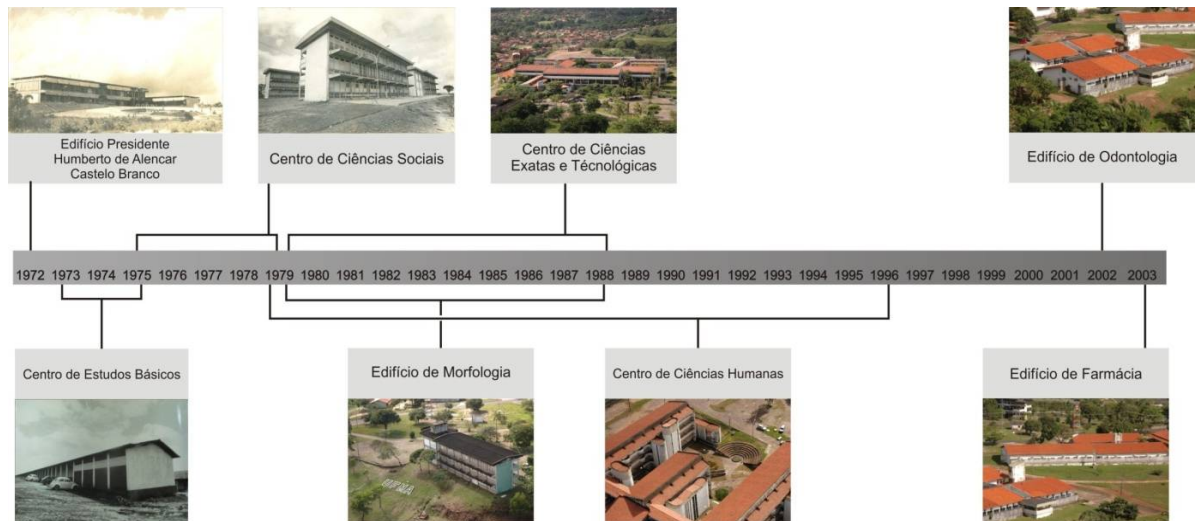 Edifício Presidente
Humberto de Alencar
Castelo Branco
Centro de Ciências Sociais
Centro de Ciências
Exatas e Técnológicas
Edifício de Odontologia
1972 1973 1974 1975 1976 1977 1978 1979 1980 1981 1982 1983 1984 1985 1986 1987 1988 1989 1990 1991 1992 1993 1994 1995 1996 1997 1998 1999 2000 2001 2002 2003
Centro de Estudos Básicos
Edifício de Morfologia
Centro de Ciências Humanas
Edifício de Farmácia
UFMA